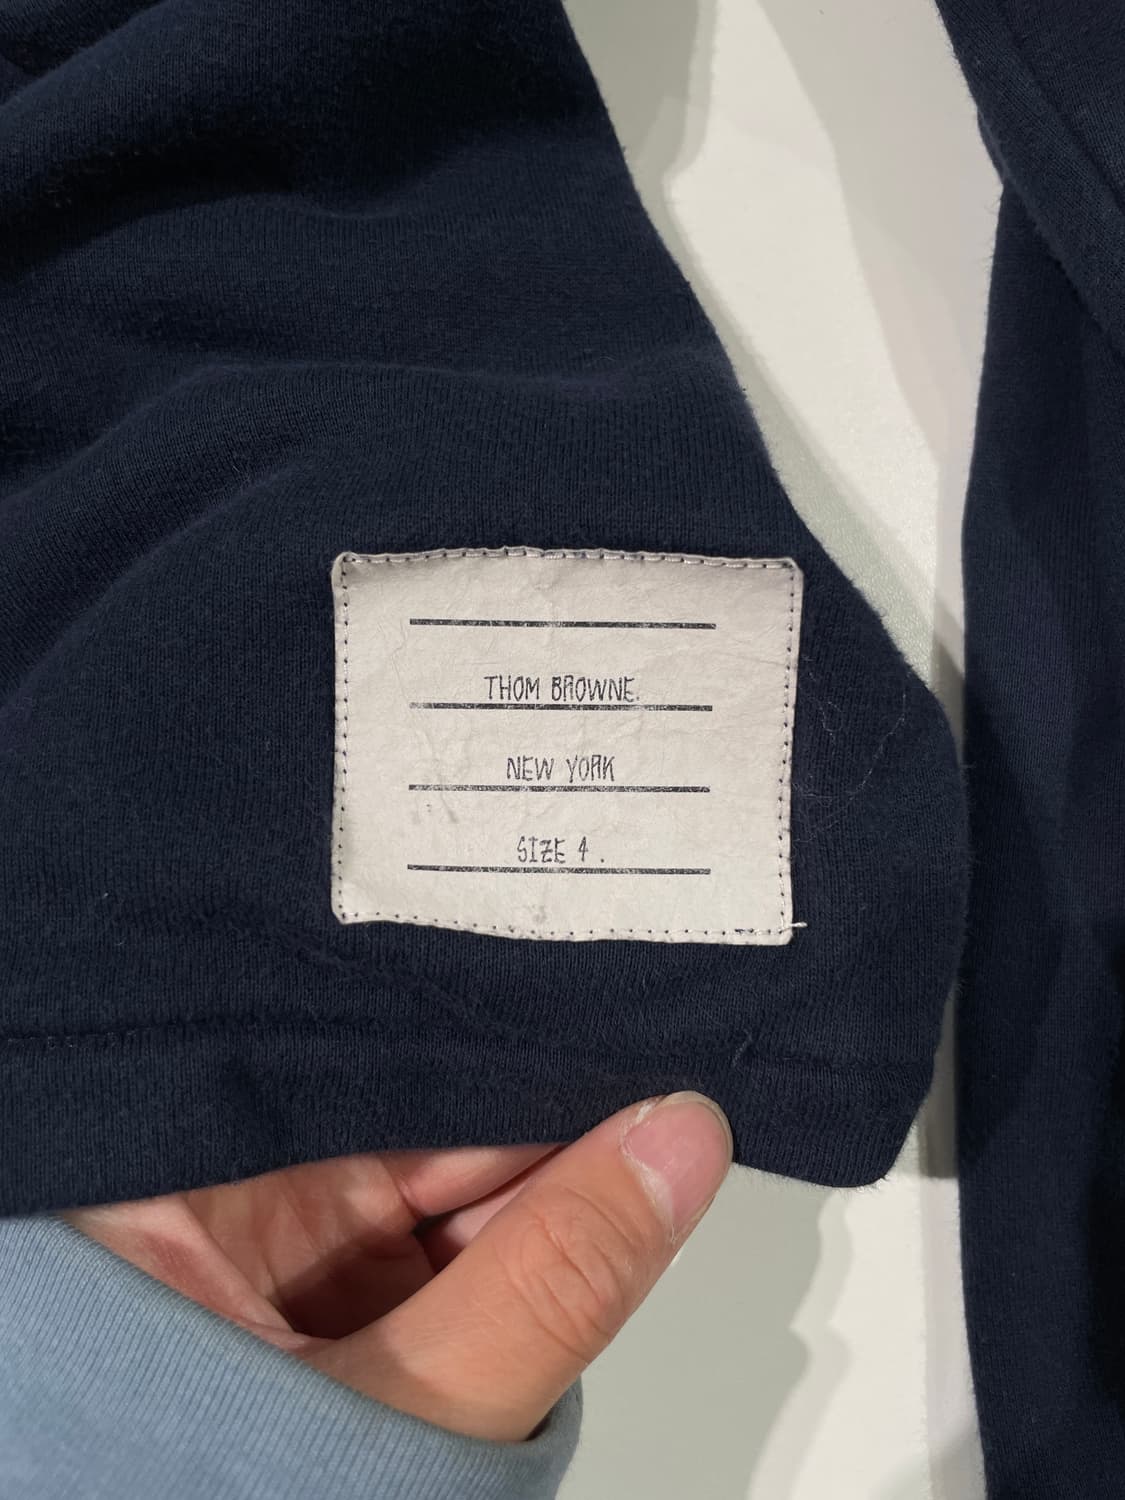 THOM BROWNE.
NEW YORK
SIZE 4 .